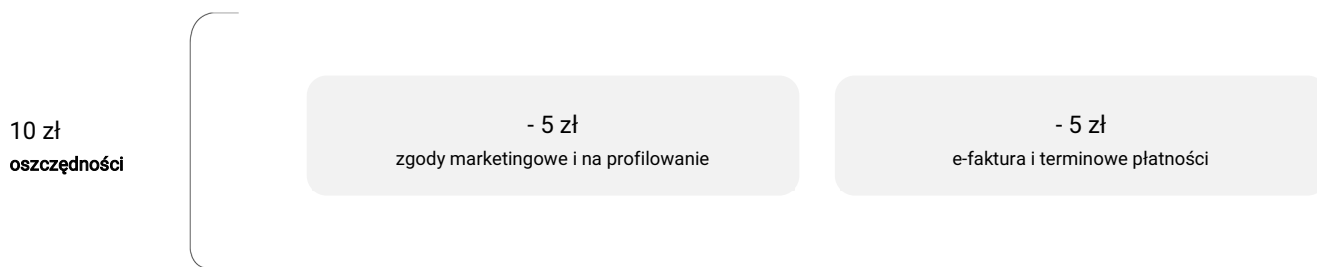 10 zł
oszczędności
- 5 zł
zgody marketingowe i na profilowanie
- 5 zł
e-faktura i terminowe płatności